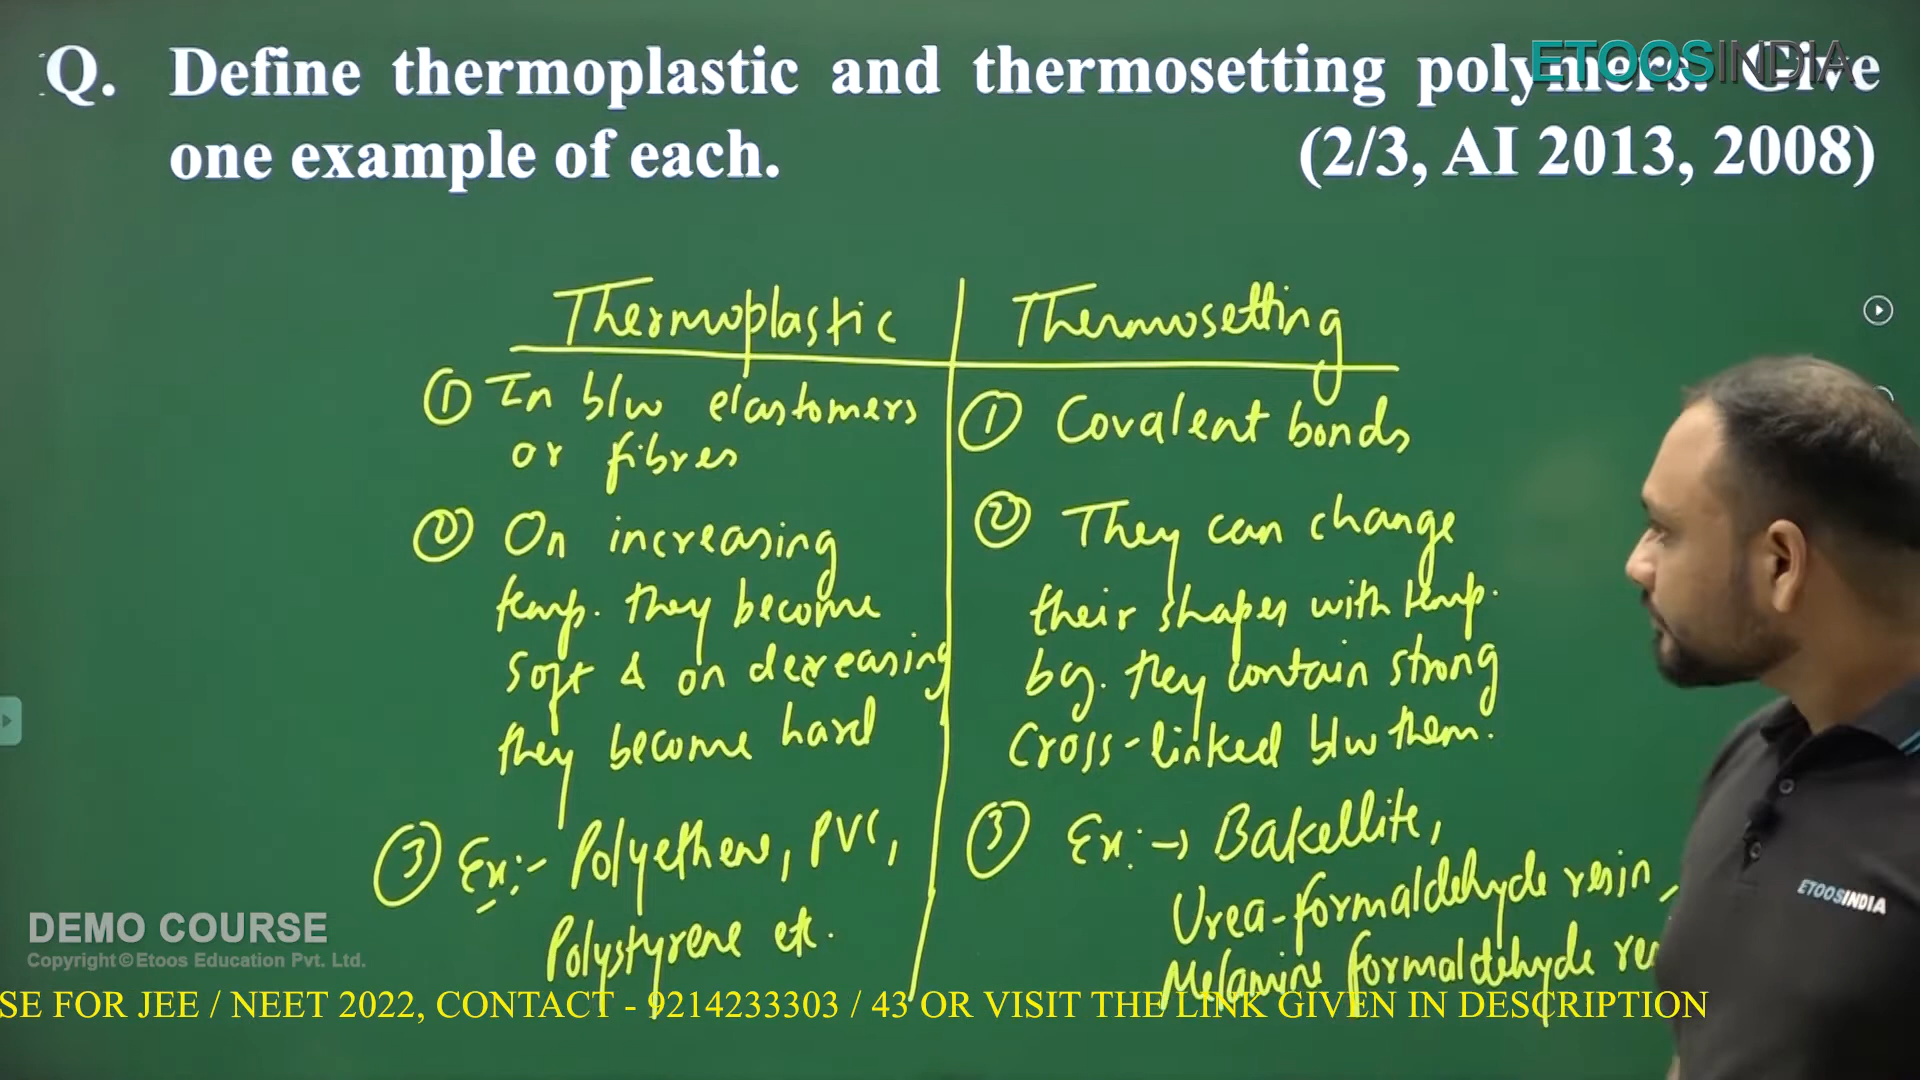 Q. Define thermoplastic and thermosetting polymers. Give
one example of each. (2/3, AI 2013, 2008)
ETOOSINDIA
Thermoplastic
① In b/w elastomers
or fibres
② On increasing
temp. they become
soft & on decreasing
they become hard
③ Ex:- Polyethene, PVC,
Polystyrene etc.
Thermosetting
① Covalent bonds
② They can change
their shapes with temp.
bcz. they contain strong
Cross-linked b/w them.
③ Ex:→ Bakellite,
Urea-formaldehyde resin,
Melamine formaldehyde re
ETOOSINDIA
DEMO COURSE
Copyright © Etoos Education Pvt. Ltd.
SE FOR JEE / NEET 2022, CONTACT - 9214233303 / 43 OR VISIT THE LINK GIVEN IN DESCRIPTION